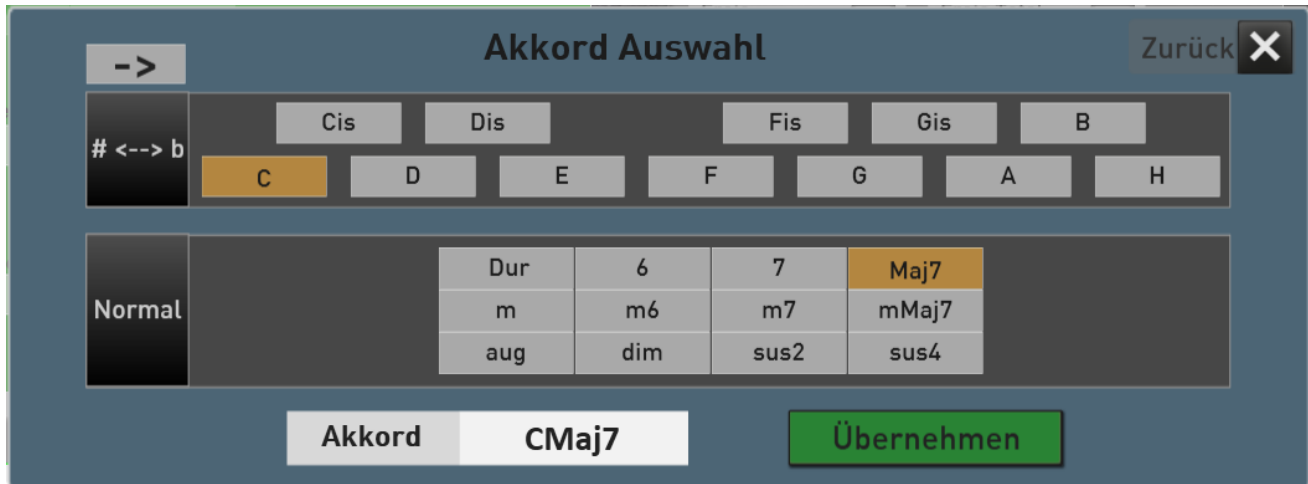 Akkord Auswahl
Zurück X
->
Cis Dis Fis Gis B
# <--> b
C D E F G A H
Dur 6 7 Maj7
Normal m m6 m7 mMaj7
aug dim sus2 sus4
Akkord CMaj7 Übernehmen